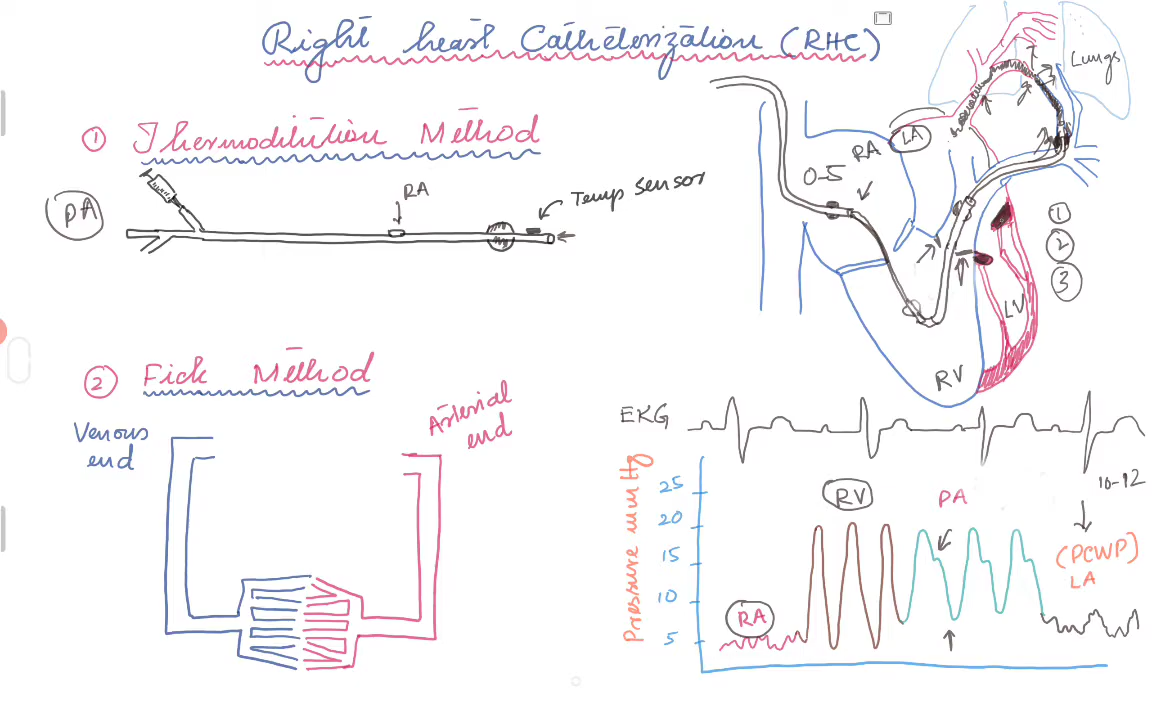 Right heart Catheterization (RHC)
Lungs
① Thermodilution Method
LA
RA
0-5
RA
Temp sensor
PA
①
②
③
LV
RV
② Fick Method
Venous
end
Arterial
end
EKG
10-12
Pressure mmHg
25
20
15
10
5
RA
RV
PA
(PCWP)
LA